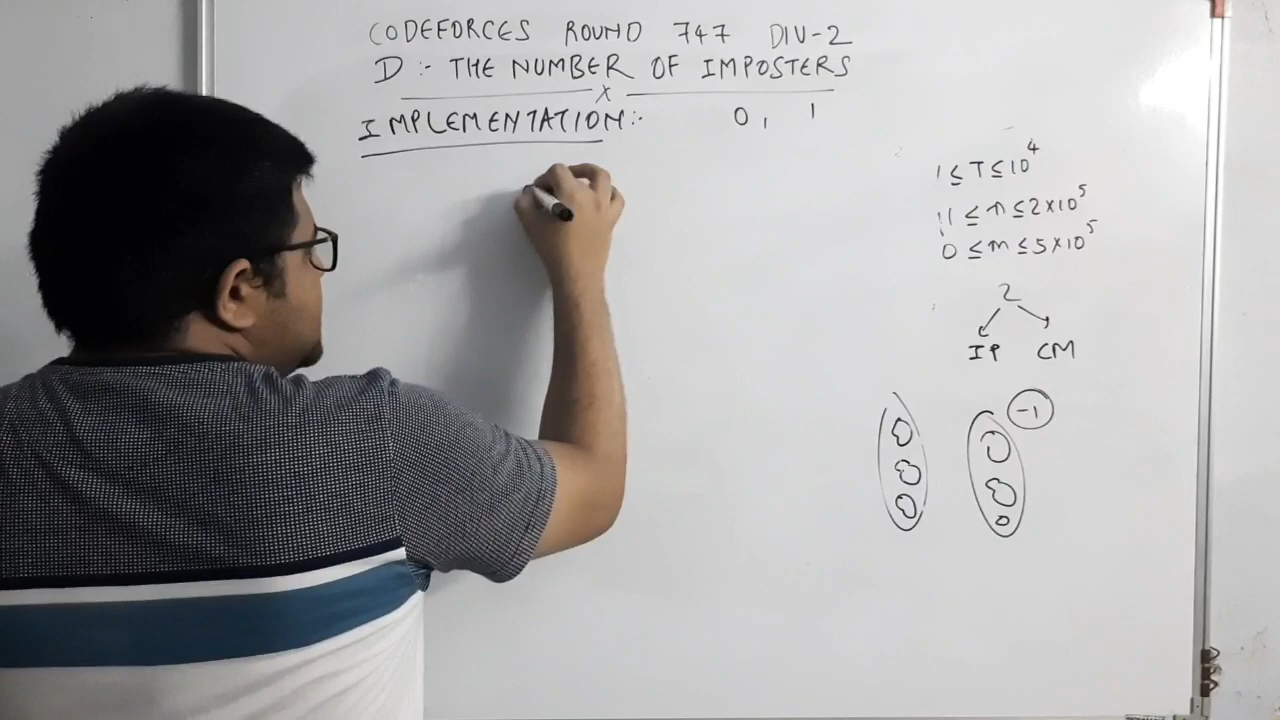 CODEFORCES ROUND 747 DIV-2
D :- THE NUMBER OF IMPOSTERS
x
IMPLEMENTATION :- 0, 1
1 ≤ T ≤ 10^4
1 ≤ n ≤ 2×10^5
0 ≤ m ≤ 5×10^5
2
IP CM
-1